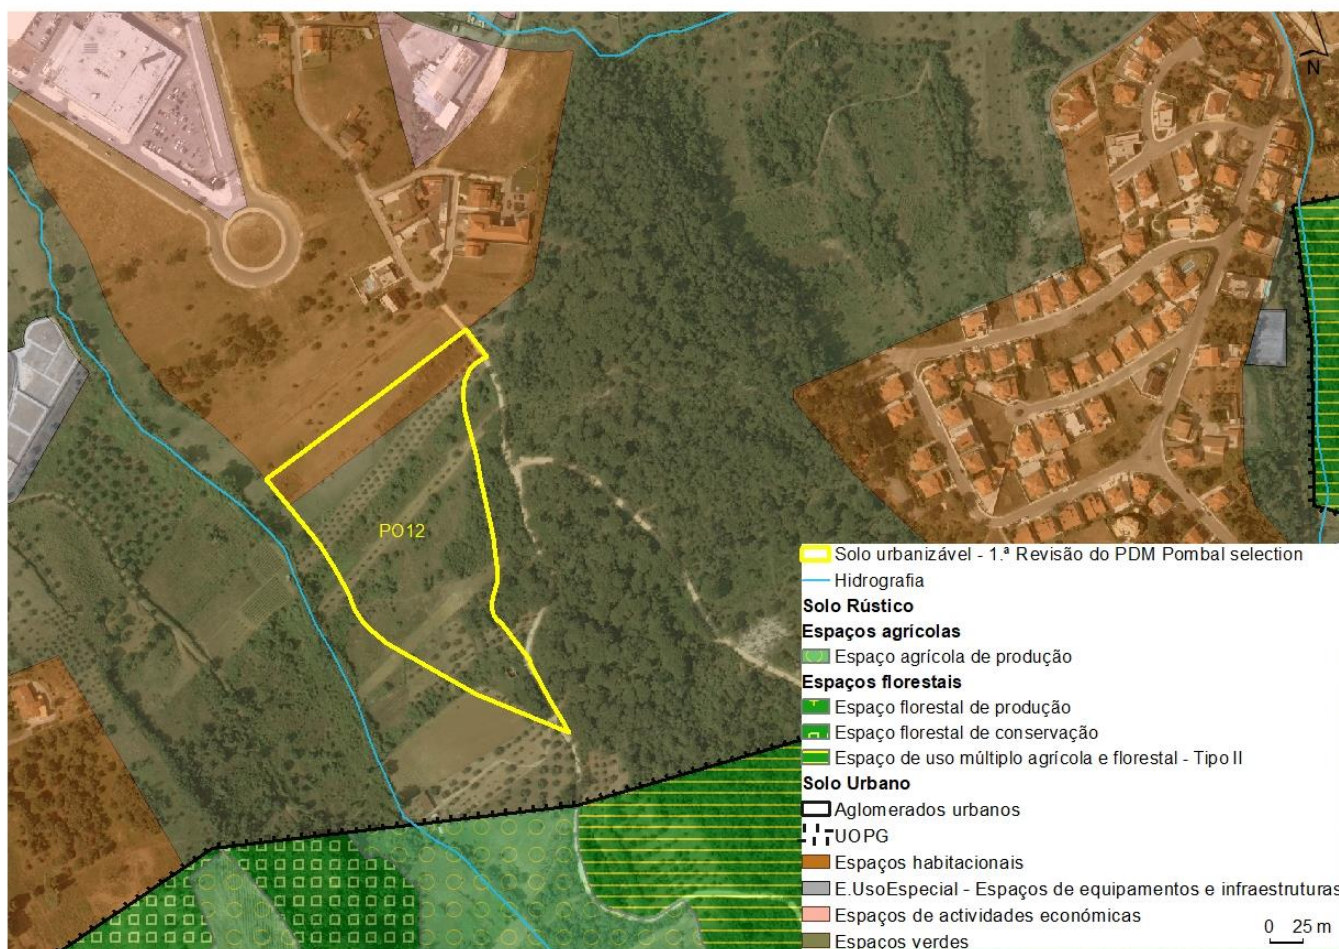 N
PO12
Solo urbanizável - 1.ª Revisão do PDM Pombal selection
Hidrografia
Solo Rústico
Espaços agrícolas
Espaço agrícola de produção
Espaços florestais
Espaço florestal de produção
Espaço florestal de conservação
Espaço de uso múltiplo agrícola e florestal - Tipo II
Solo Urbano
Aglomerados urbanos
UOPG
Espaços habitacionais
E.UsoEspecial - Espaços de equipamentos e infraestruturas
Espaços de actividades económicas
0 25 m
Espaços verdes